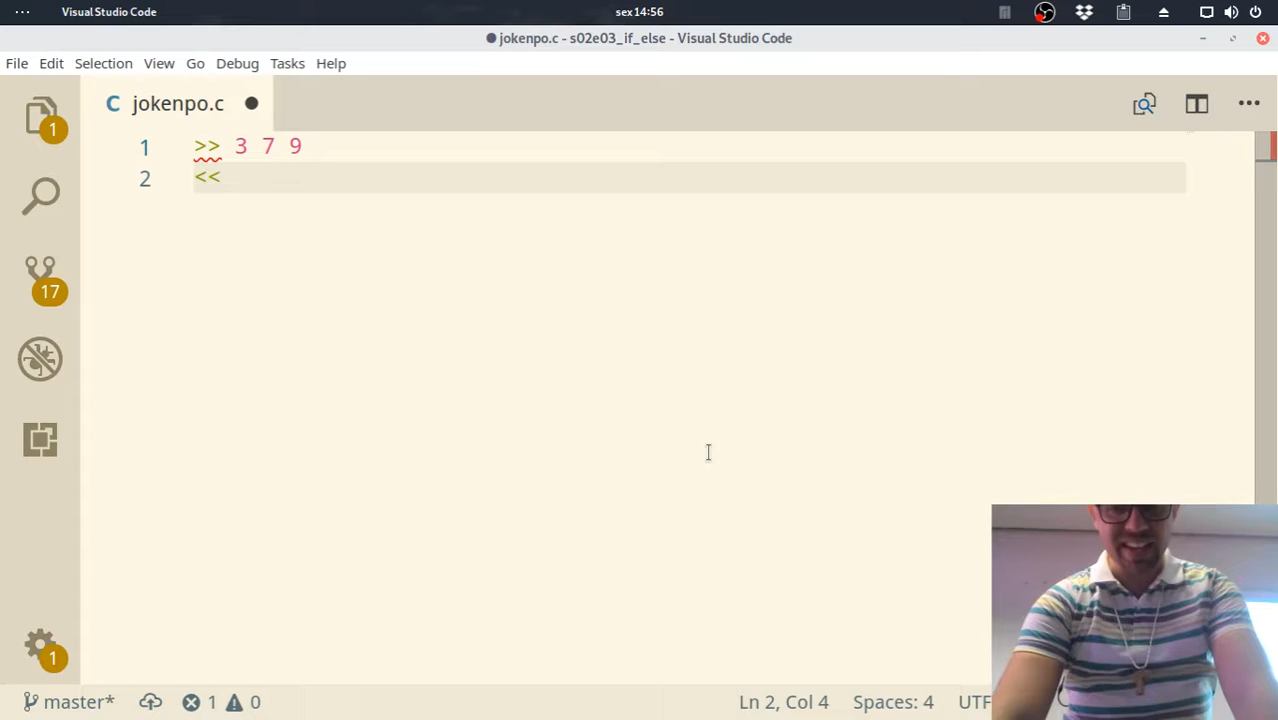 ... Visual Studio Code sex 14:56
jokenpo.c - s02e03_if_else - Visual Studio Code
File Edit Selection View Go Debug Tasks Help
C jokenpo.c ...
1 >> 3 7 9
2 <<
1
17
1
master* 1 0 Ln 2, Col 4 Spaces: 4 UTF